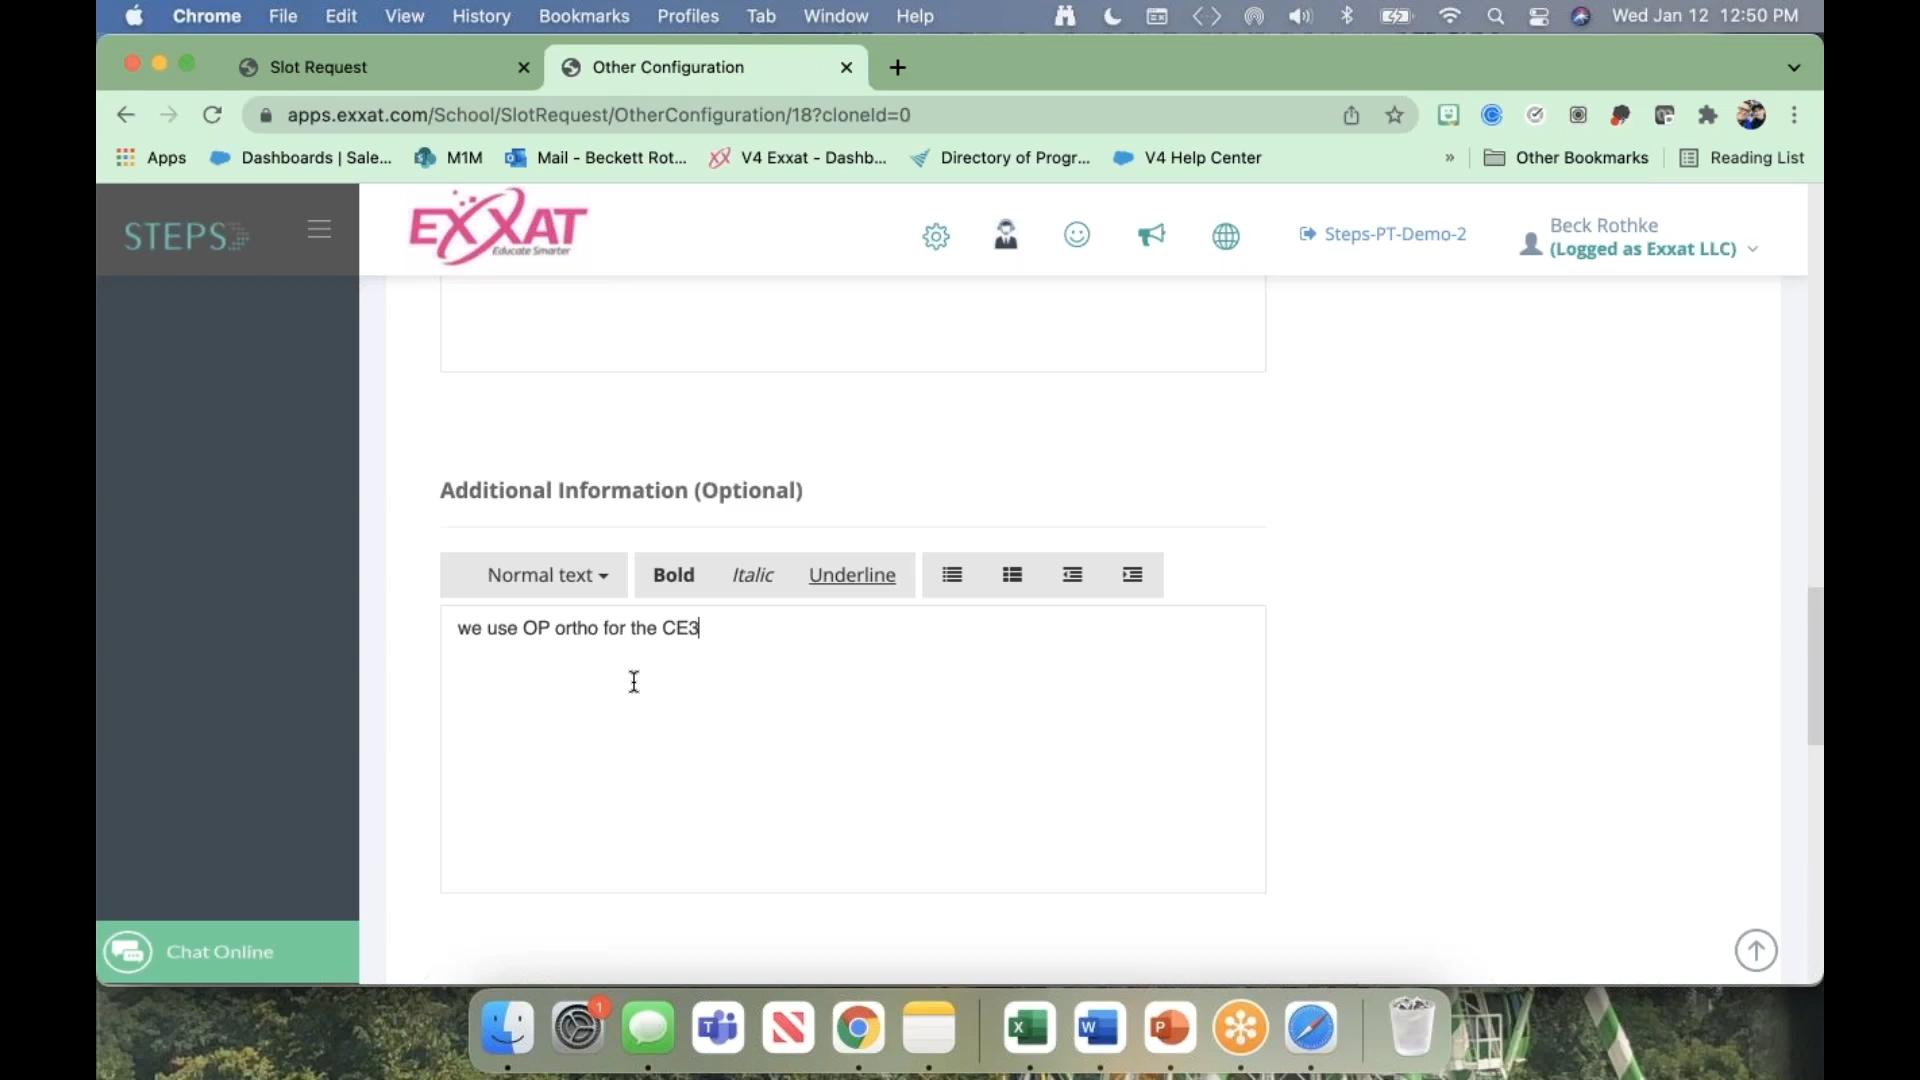 Chrome File Edit View History Bookmarks Profiles Tab Window Help Wed Jan 12 12:50 PM
Slot Request Other Configuration
apps.exxat.com/School/SlotRequest/OtherConfiguration/18?cloneId=0
Apps Dashboards | Sale... M1M Mail - Beckett Rot... V4 Exxat - Dashb... Directory of Progr... V4 Help Center » Other Bookmarks Reading List
STEPS
EXXAT
Educate Smarter
Steps-PT-Demo-2
Beck Rothke
(Logged as Exxat LLC)
Additional Information (Optional)
Normal text Bold Italic Underline
we use OP ortho for the CE3
Chat Online
1